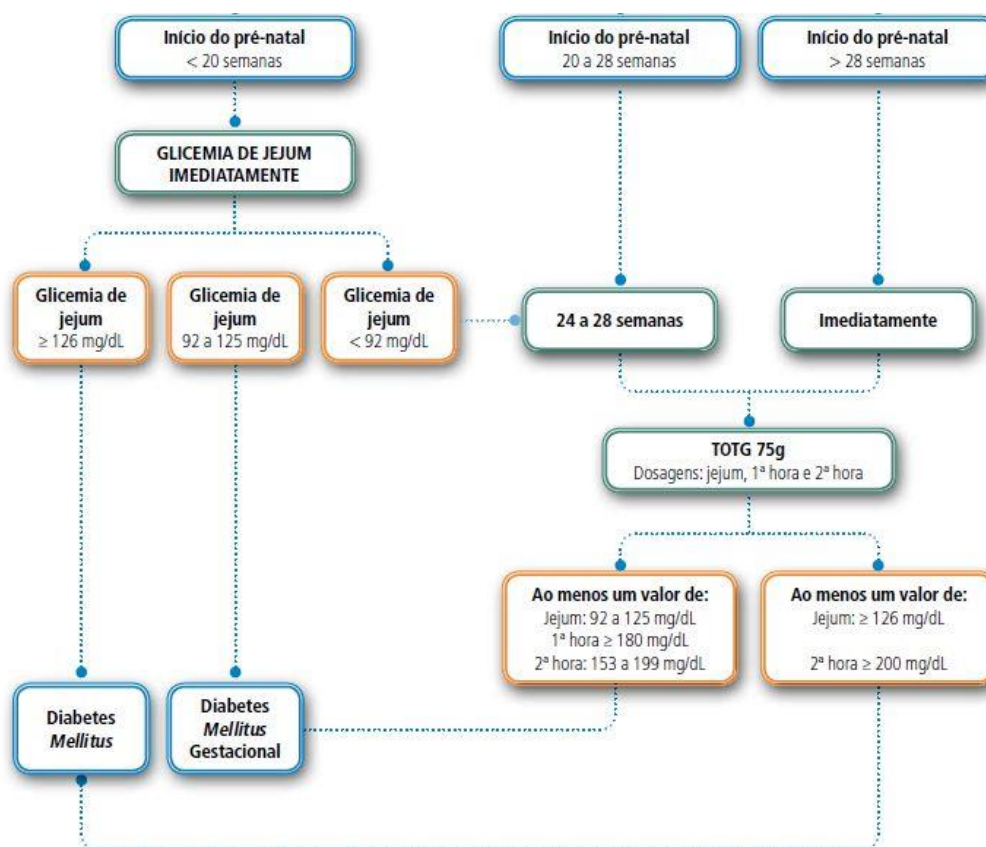 Início do pré-natal
< 20 semanas
Início do pré-natal
20 a 28 semanas
Início do pré-natal
> 28 semanas
GLICEMIA DE JEJUM
IMEDIATAMENTE
Glicemia de
jejum
≥ 126 mg/dL
Glicemia de
jejum
92 a 125 mg/dL
Glicemia de
jejum
< 92 mg/dL
24 a 28 semanas
Imediatamente
TOTG 75g
Dosagens: jejum, 1ª hora e 2ª hora
Ao menos um valor de:
Jejum: 92 a 125 mg/dL
1ª hora ≥ 180 mg/dL
2ª hora: 153 a 199 mg/dL
Ao menos um valor de:
Jejum: ≥ 126 mg/dL
2ª hora ≥ 200 mg/dL
Diabetes
Mellitus
Diabetes
Mellitus
Gestacional